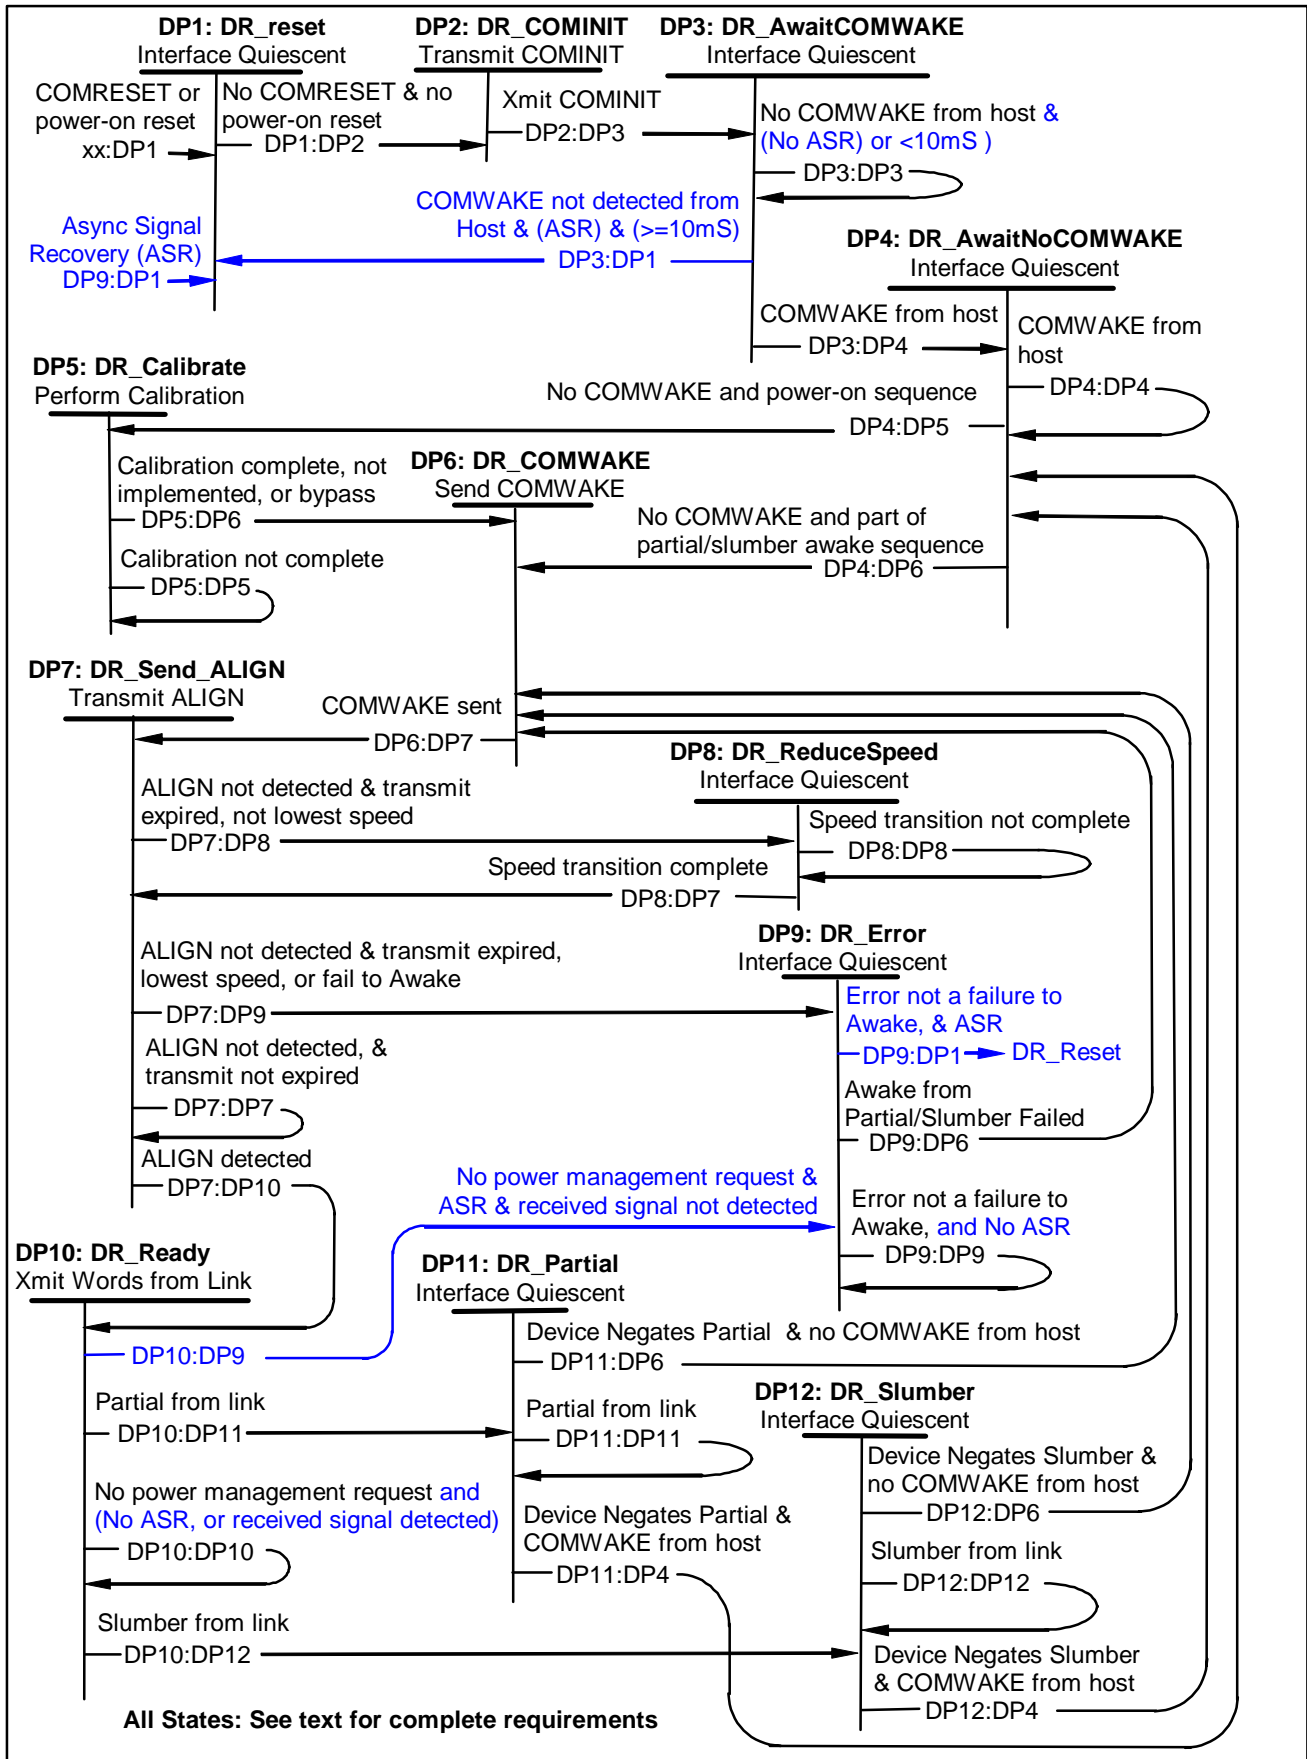 DP1: DR_reset
Interface Quiescent
DP2: DR_COMINIT
Transmit COMINIT
DP3: DR_AwaitCOMWAKE
Interface Quiescent
COMRESET or
power-on reset
xx:DP1
No COMRESET & no
power-on reset
DP1:DP2
Xmit COMINIT
DP2:DP3
No COMWAKE from host &
(No ASR) or <10mS )
DP3:DP3
COMWAKE not detected from
Host & (ASR) & (>=10mS)
DP3:DP1
Async Signal
Recovery (ASR)
DP9:DP1
DP4: DR_AwaitNoCOMWAKE
Interface Quiescent
COMWAKE from host
DP3:DP4
COMWAKE from
host
DP4:DP4
DP5: DR_Calibrate
Perform Calibration
No COMWAKE and power-on sequence
DP4:DP5
Calibration complete, not
implemented, or bypass
DP5:DP6
Calibration not complete
DP5:DP5
DP6: DR_COMWAKE
Send COMWAKE
No COMWAKE and part of
partial/slumber awake sequence
DP4:DP6
DP7: DR_Send_ALIGN
Transmit ALIGN
COMWAKE sent
DP6:DP7
DP8: DR_ReduceSpeed
Interface Quiescent
ALIGN not detected & transmit
expired, not lowest speed
DP7:DP8
Speed transition not complete
DP8:DP8
Speed transition complete
DP8:DP7
DP9: DR_Error
Interface Quiescent
ALIGN not detected & transmit expired,
lowest speed, or fail to Awake
DP7:DP9
Error not a failure to
Awake, & ASR
DP9:DP1 DR_Reset
ALIGN not detected, &
transmit not expired
DP7:DP7
Awake from
Partial/Slumber Failed
DP9:DP6
ALIGN detected
DP7:DP10
No power management request &
ASR & received signal not detected
Error not a failure to
Awake, and No ASR
DP9:DP9
DP10: DR_Ready
Xmit Words from Link
DP11: DR_Partial
Interface Quiescent
DP10:DP9
Device Negates Partial & no COMWAKE from host
DP11:DP6
Partial from link
DP10:DP11
Partial from link
DP11:DP11
DP12: DR_Slumber
Interface Quiescent
Device Negates Slumber &
no COMWAKE from host
DP12:DP6
No power management request and
(No ASR, or received signal detected)
DP10:DP10
Device Negates Partial &
COMWAKE from host
DP11:DP4
Slumber from link
DP12:DP12
Slumber from link
DP10:DP12
Device Negates Slumber
& COMWAKE from host
DP12:DP4
All States: See text for complete requirements